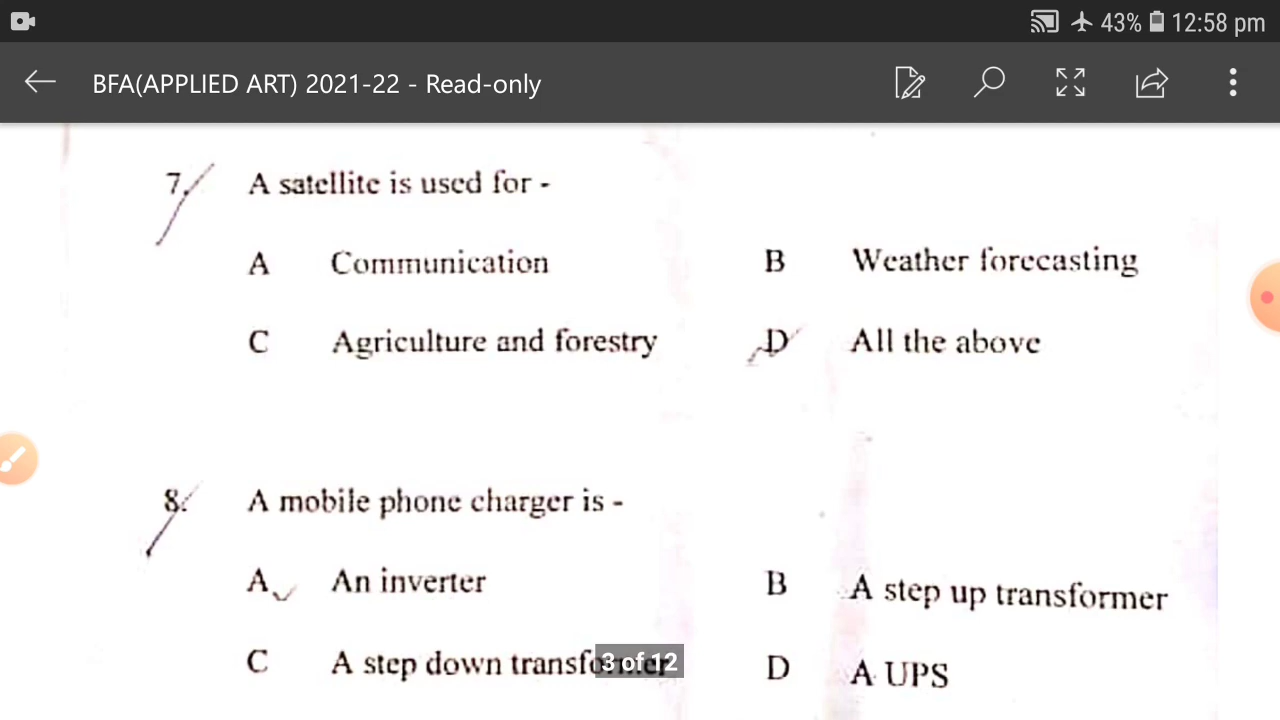 43% 12:58 pm
BFA(APPLIED ART) 2021-22 - Read-only
7. A satellite is used for -
A Communication B Weather forecasting
C Agriculture and forestry D All the above
8. A mobile phone charger is -
A An inverter B A step up transformer
C A step down transformer D A UPS
3 of 12